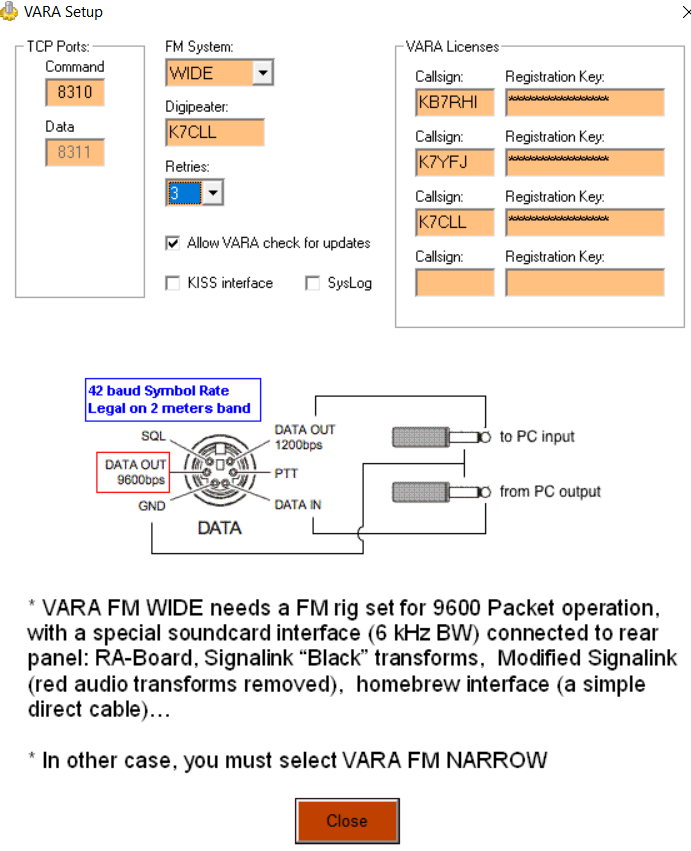 VARA Setup
TCP Ports:
Command
8310
Data
8311
FM System:
WIDE
Digipeater:
K7CLL
Retries:
3
Allow VARA check for updates
KISS interface
SysLog
VARA Licenses
Callsign: Registration Key:
KB7RHI ********************
Callsign: Registration Key:
K7YFJ ********************
Callsign: Registration Key:
K7CLL ********************
Callsign: Registration Key:
42 baud Symbol Rate
Legal on 2 meters band
SQL
DATA OUT
9600bps
GND
DATA OUT
1200bps
PTT
DATA IN
DATA
to PC input
from PC output
* VARA FM WIDE needs a FM rig set for 9600 Packet operation,
with a special soundcard interface (6 kHz BW) connected to rear
panel: RA-Board, Signalink “Black” transforms, Modified Signalink
(red audio transforms removed), homebrew interface (a simple
direct cable)…
* In other case, you must select VARA FM NARROW
Close